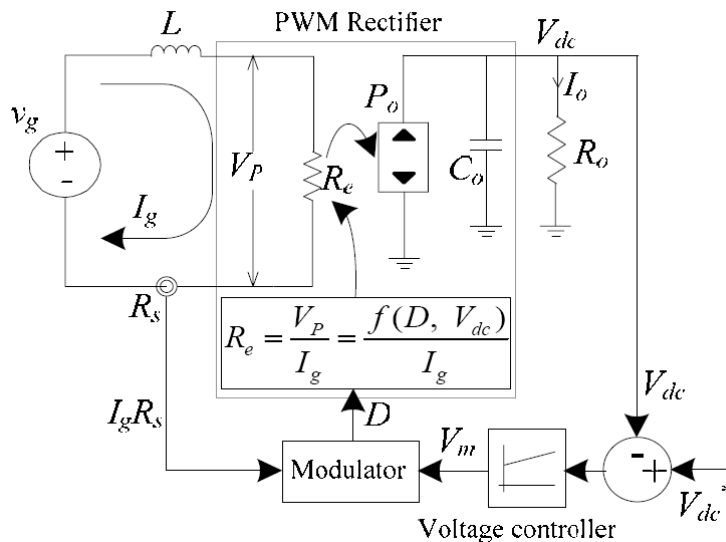 PWM Rectifier
L
V_dc
v_g
+
-
I_g
V_P
R_e
P_o
C_o
I_o
R_o
R_s
R_e = V_P / I_g = f(D, V_dc) / I_g
I_gR_s
D
V_m
V_dc
Modulator
- +
V_dc*
Voltage controller